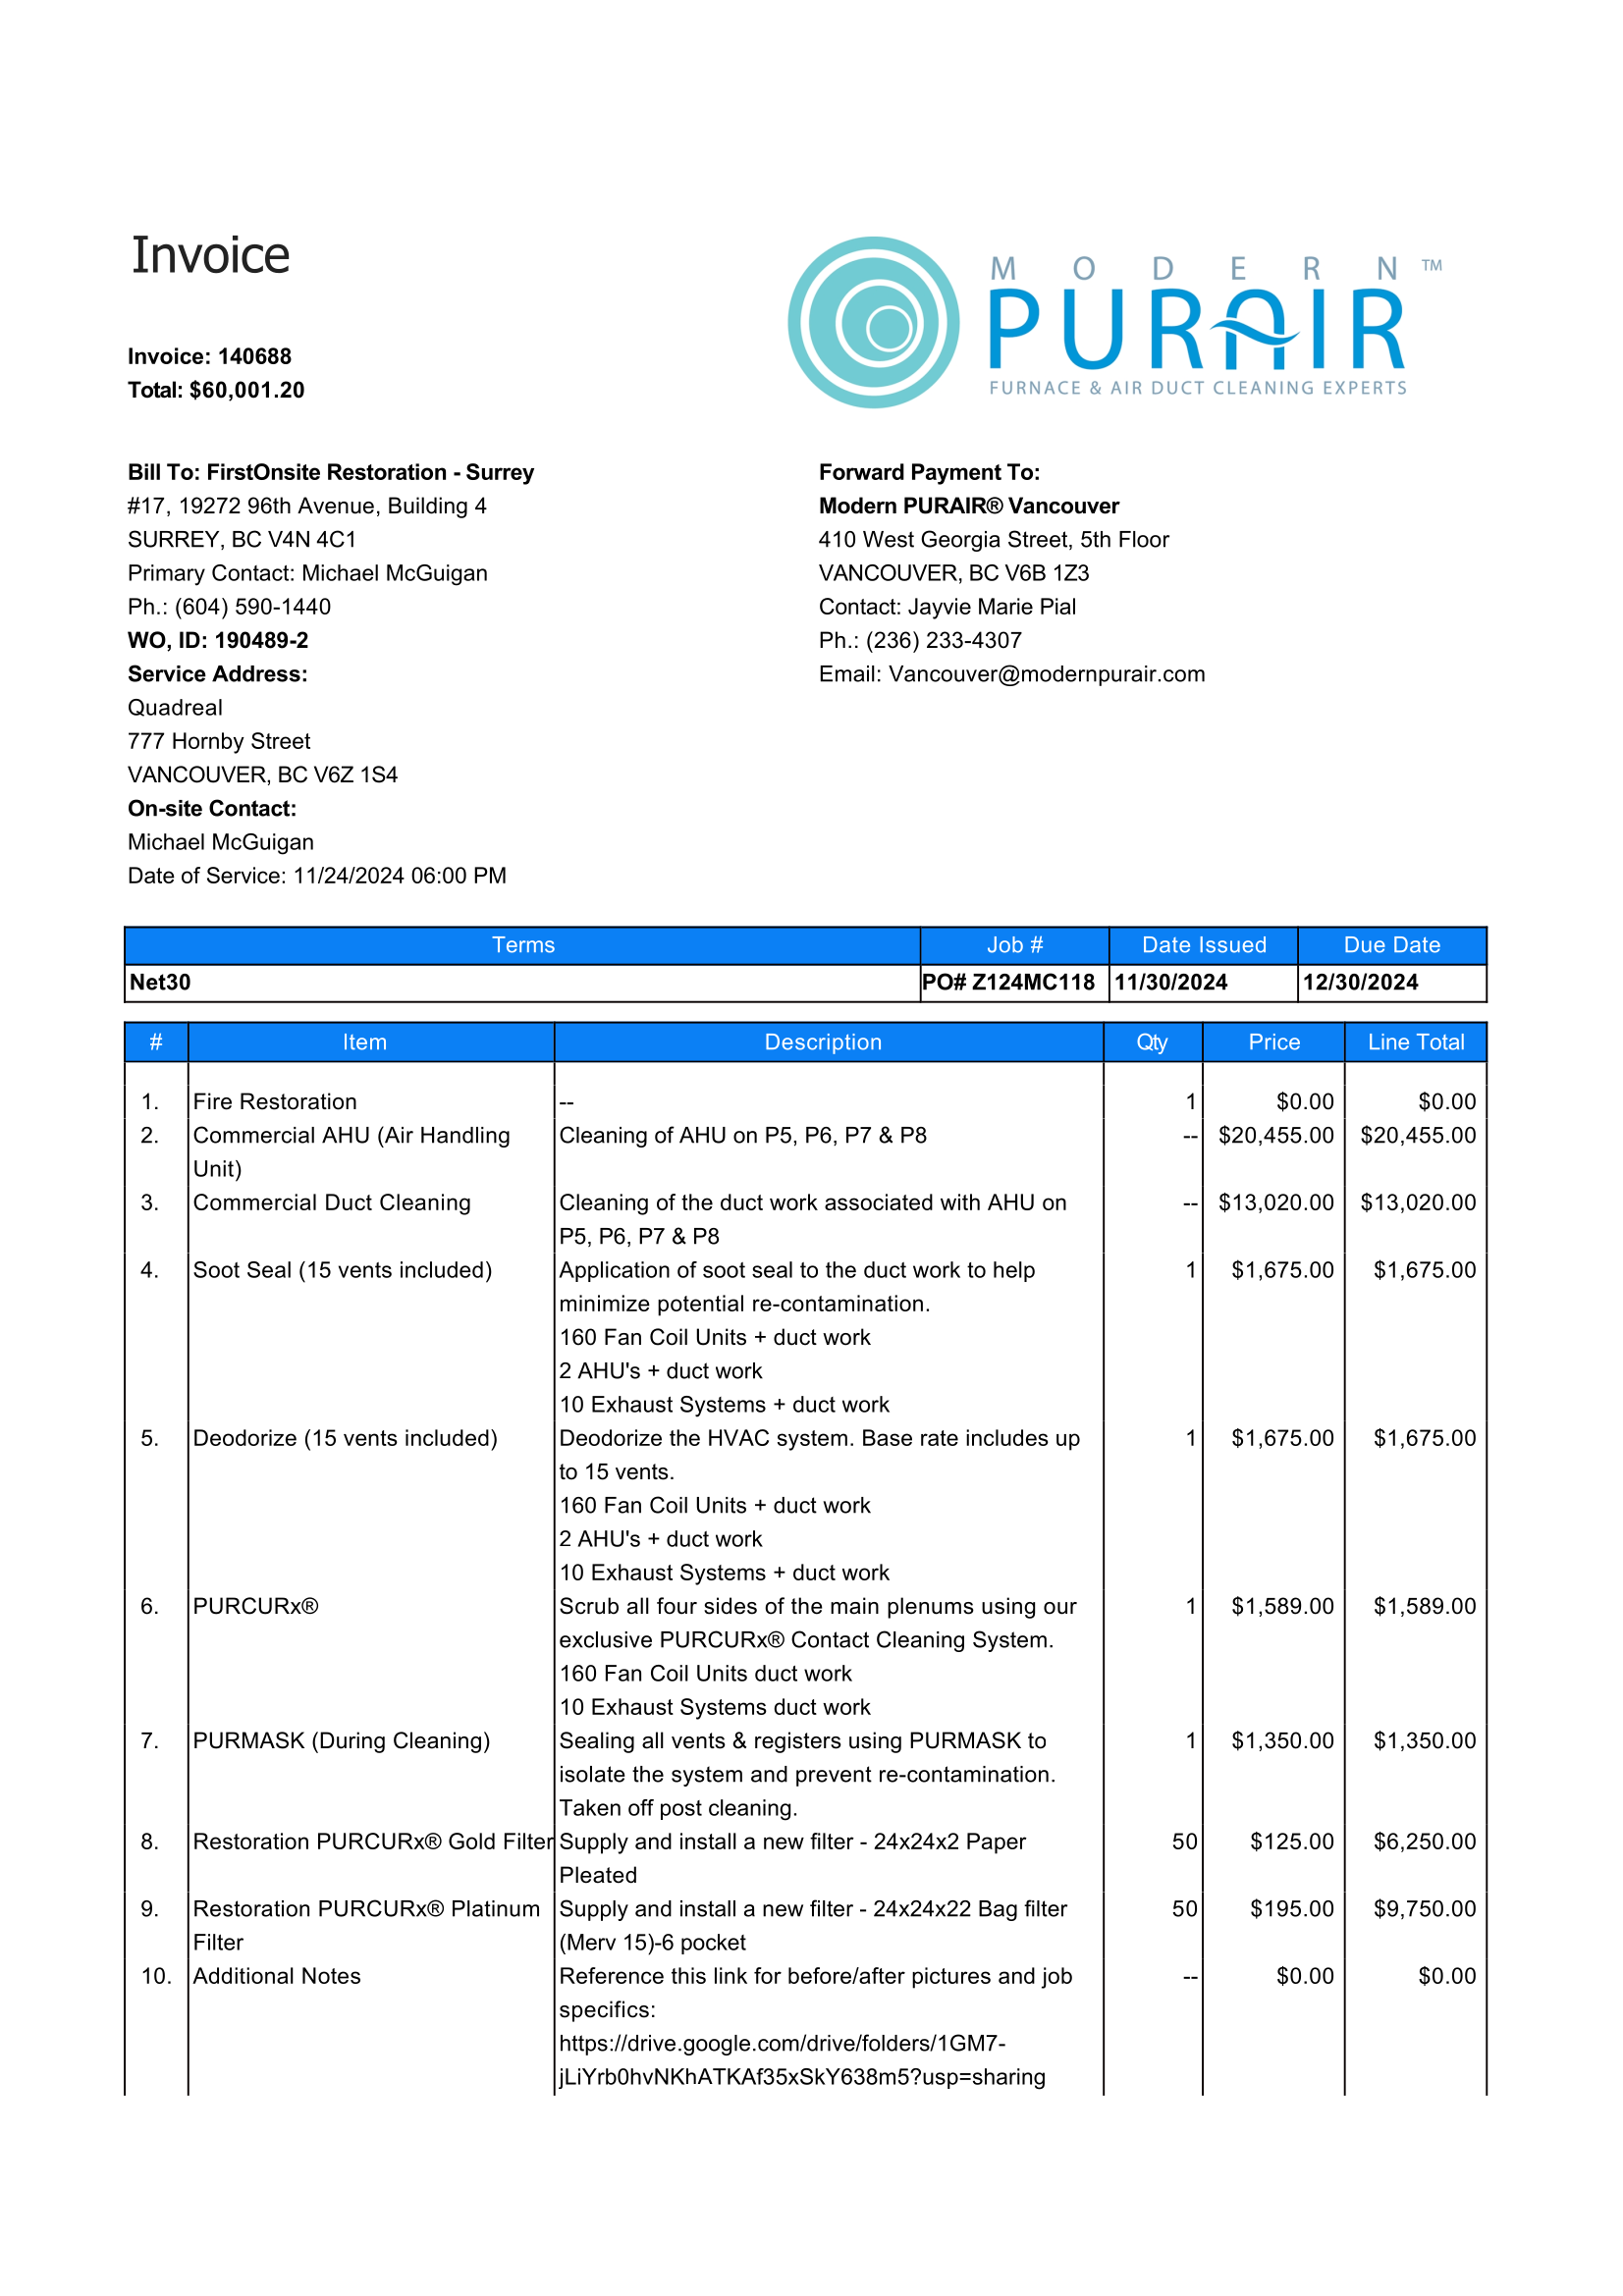 Invoice
MODERN ™
PURAIR
FURNACE & AIR DUCT CLEANING EXPERTS
Invoice: 140688
Total: $60,001.20
Bill To: FirstOnsite Restoration - Surrey
#17, 19272 96th Avenue, Building 4
SURREY, BC V4N 4C1
Primary Contact: Michael McGuigan
Ph.: (604) 590-1440
WO, ID: 190489-2
Service Address:
Quadreal
777 Hornby Street
VANCOUVER, BC V6Z 1S4
On-site Contact:
Michael McGuigan
Date of Service: 11/24/2024 06:00 PM
Forward Payment To:
Modern PURAIR® Vancouver
410 West Georgia Street, 5th Floor
VANCOUVER, BC V6B 1Z3
Contact: Jayvie Marie Pial
Ph.: (236) 233-4307
Email: Vancouver@modernpurair.com
Terms Job # Date Issued Due Date
Net30 PO# Z124MC118 11/30/2024 12/30/2024
# Item Description Qty Price Line Total
1. Fire Restoration -- 1 $0.00 $0.00
2. Commercial AHU (Air Handling Cleaning of AHU on P5, P6, P7 & P8 -- $20,455.00 $20,455.00
Unit)
3. Commercial Duct Cleaning Cleaning of the duct work associated with AHU on -- $13,020.00 $13,020.00
P5, P6, P7 & P8
4. Soot Seal (15 vents included) Application of soot seal to the duct work to help 1 $1,675.00 $1,675.00
minimize potential re-contamination.
160 Fan Coil Units + duct work
2 AHU's + duct work
10 Exhaust Systems + duct work
5. Deodorize (15 vents included) Deodorize the HVAC system. Base rate includes up 1 $1,675.00 $1,675.00
to 15 vents.
160 Fan Coil Units + duct work
2 AHU's + duct work
10 Exhaust Systems + duct work
6. PURCURx® Scrub all four sides of the main plenums using our 1 $1,589.00 $1,589.00
exclusive PURCURx® Contact Cleaning System.
160 Fan Coil Units duct work
10 Exhaust Systems duct work
7. PURMASK (During Cleaning) Sealing all vents & registers using PURMASK to 1 $1,350.00 $1,350.00
isolate the system and prevent re-contamination.
Taken off post cleaning.
8. Restoration PURCURx® Gold Filter Supply and install a new filter - 24x24x2 Paper 50 $125.00 $6,250.00
Pleated
9. Restoration PURCURx® Platinum Supply and install a new filter - 24x24x22 Bag filter 50 $195.00 $9,750.00
Filter (Merv 15)-6 pocket
10. Additional Notes Reference this link for before/after pictures and job -- $0.00 $0.00
specifics:
https://drive.google.com/drive/folders/1GM7-
jLiYrb0hvNKhATKAf35xSkY638m5?usp=sharing